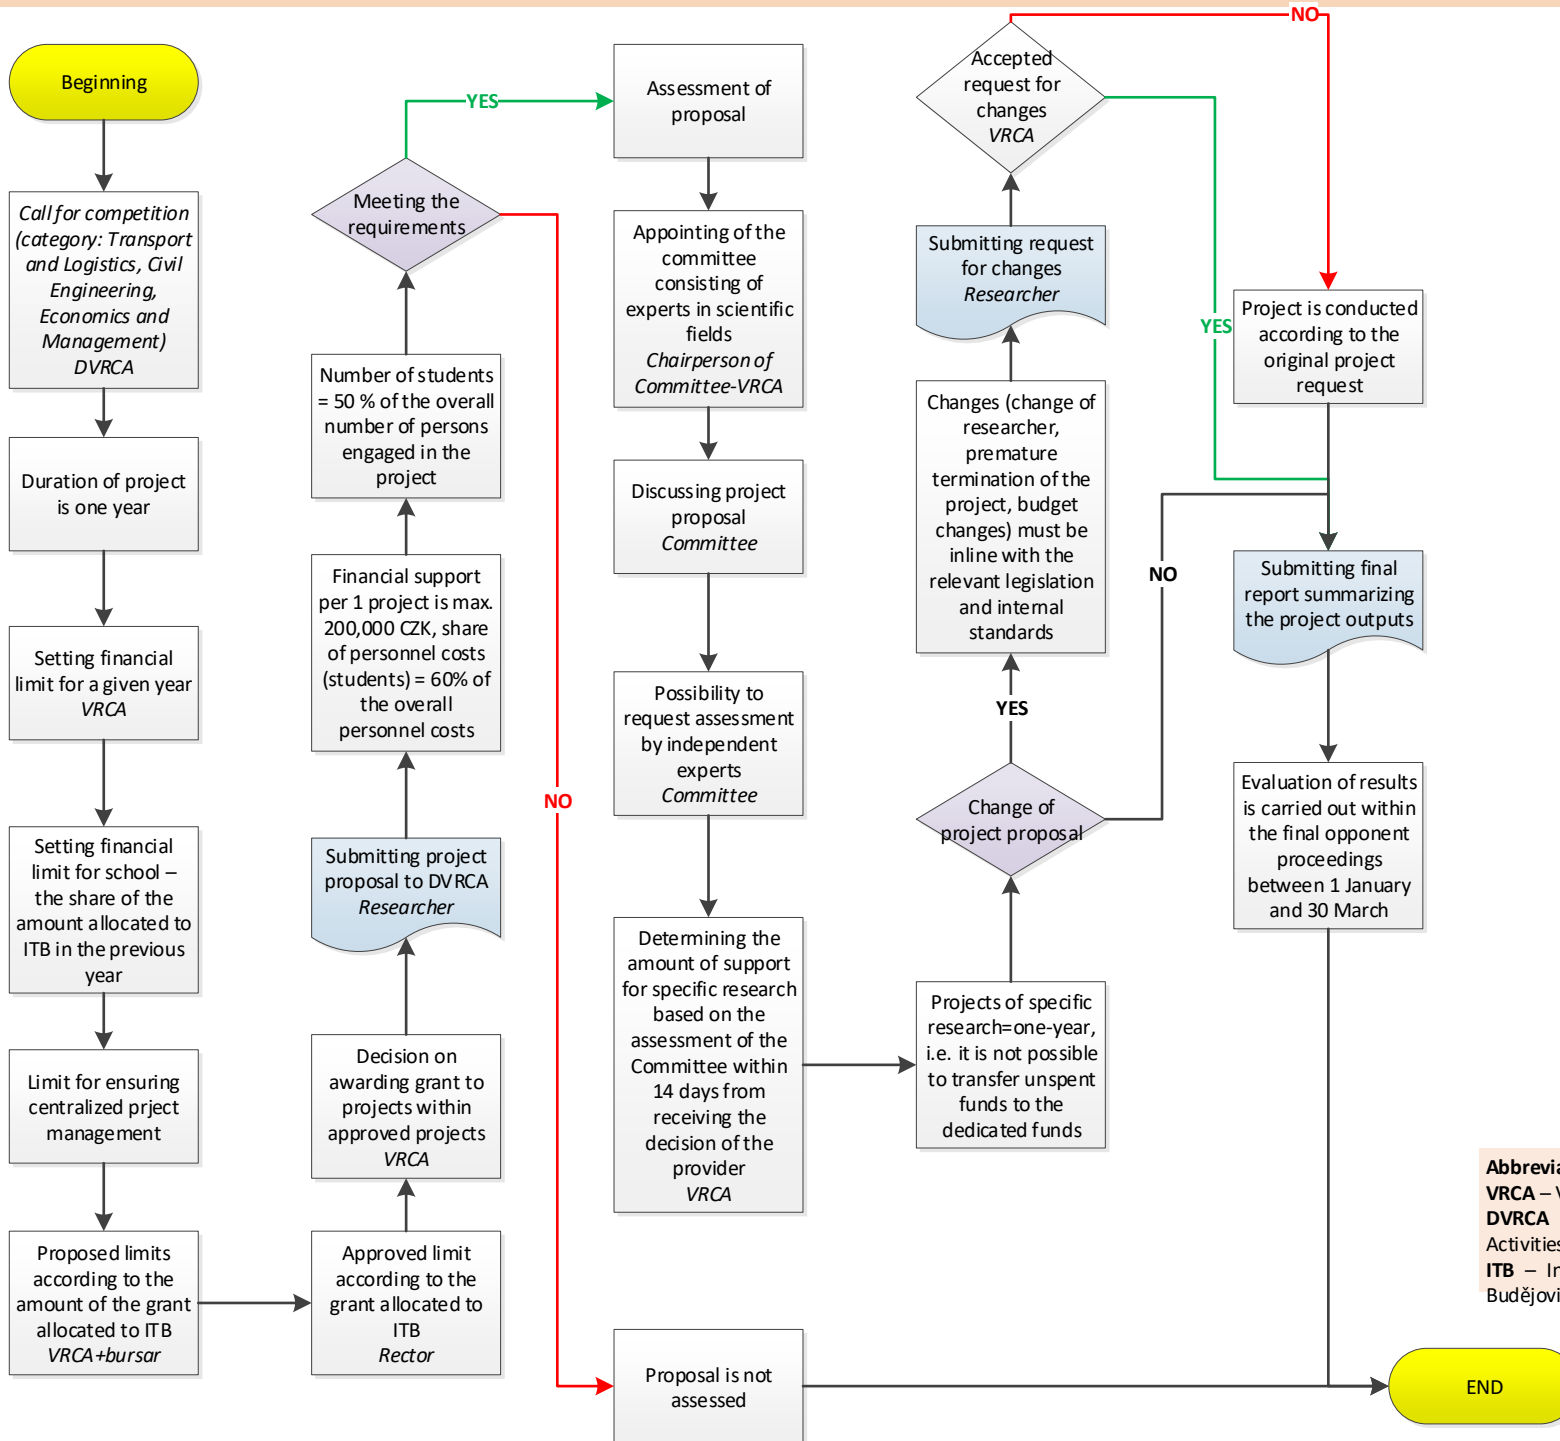 Beginning
Call for competition
(category: Transport
and Logistics, Civil
Engineering,
Economics and
Management)
DVRCA
Duration of project
is one year
Setting financial
limit for a given year
VRCA
Setting financial
limit for school –
the share of the
amount allocated to
ITB in the previous
year
Limit for ensuring
centralized prject
management
Proposed limits
according to the
amount of the grant
allocated to ITB
VRCA+bursar
Approved limit
according to the
grant allocated to
ITB
Rector
Decision on
awarding grant to
projects within
approved projects
VRCA
Submitting project
proposal to DVRCA
Researcher
Financial support
per 1 project is max.
200,000 CZK, share
of personnel costs
(students) = 60% of
the overall
personnel costs
Number of students
= 50 % of the overall
number of persons
engaged in the
project
Meeting the
requirements
YES
NO
Assessment of
proposal
Appointing of the
committee
consisting of
experts in scientific
fields
Chairperson of
Committee-VRCA
Discussing project
proposal
Committee
Possibility to
request assessment
by independent
experts
Committee
Determining the
amount of support
for specific research
based on the
assessment of the
Committee within
14 days from
receiving the
decision of the
provider
VRCA
Proposal is not
assessed
Projects of specific
research=one-year,
i.e. it is not possible
to transfer unspent
funds to the
dedicated funds
Change of
project proposal
YES
NO
Changes (change of
researcher,
premature
termination of the
project, budget
changes) must be
inline with the
relevant legislation
and internal
standards
Submitting request
for changes
Researcher
Accepted
request for
changes
VRCA
NO
YES
Project is conducted
according to the
original project
request
Submitting final
report summarizing
the project outputs
Evaluation of results
is carried out within
the final opponent
proceedings
between 1 January
and 30 March
END
VRCA –
DVRCA
ITB –